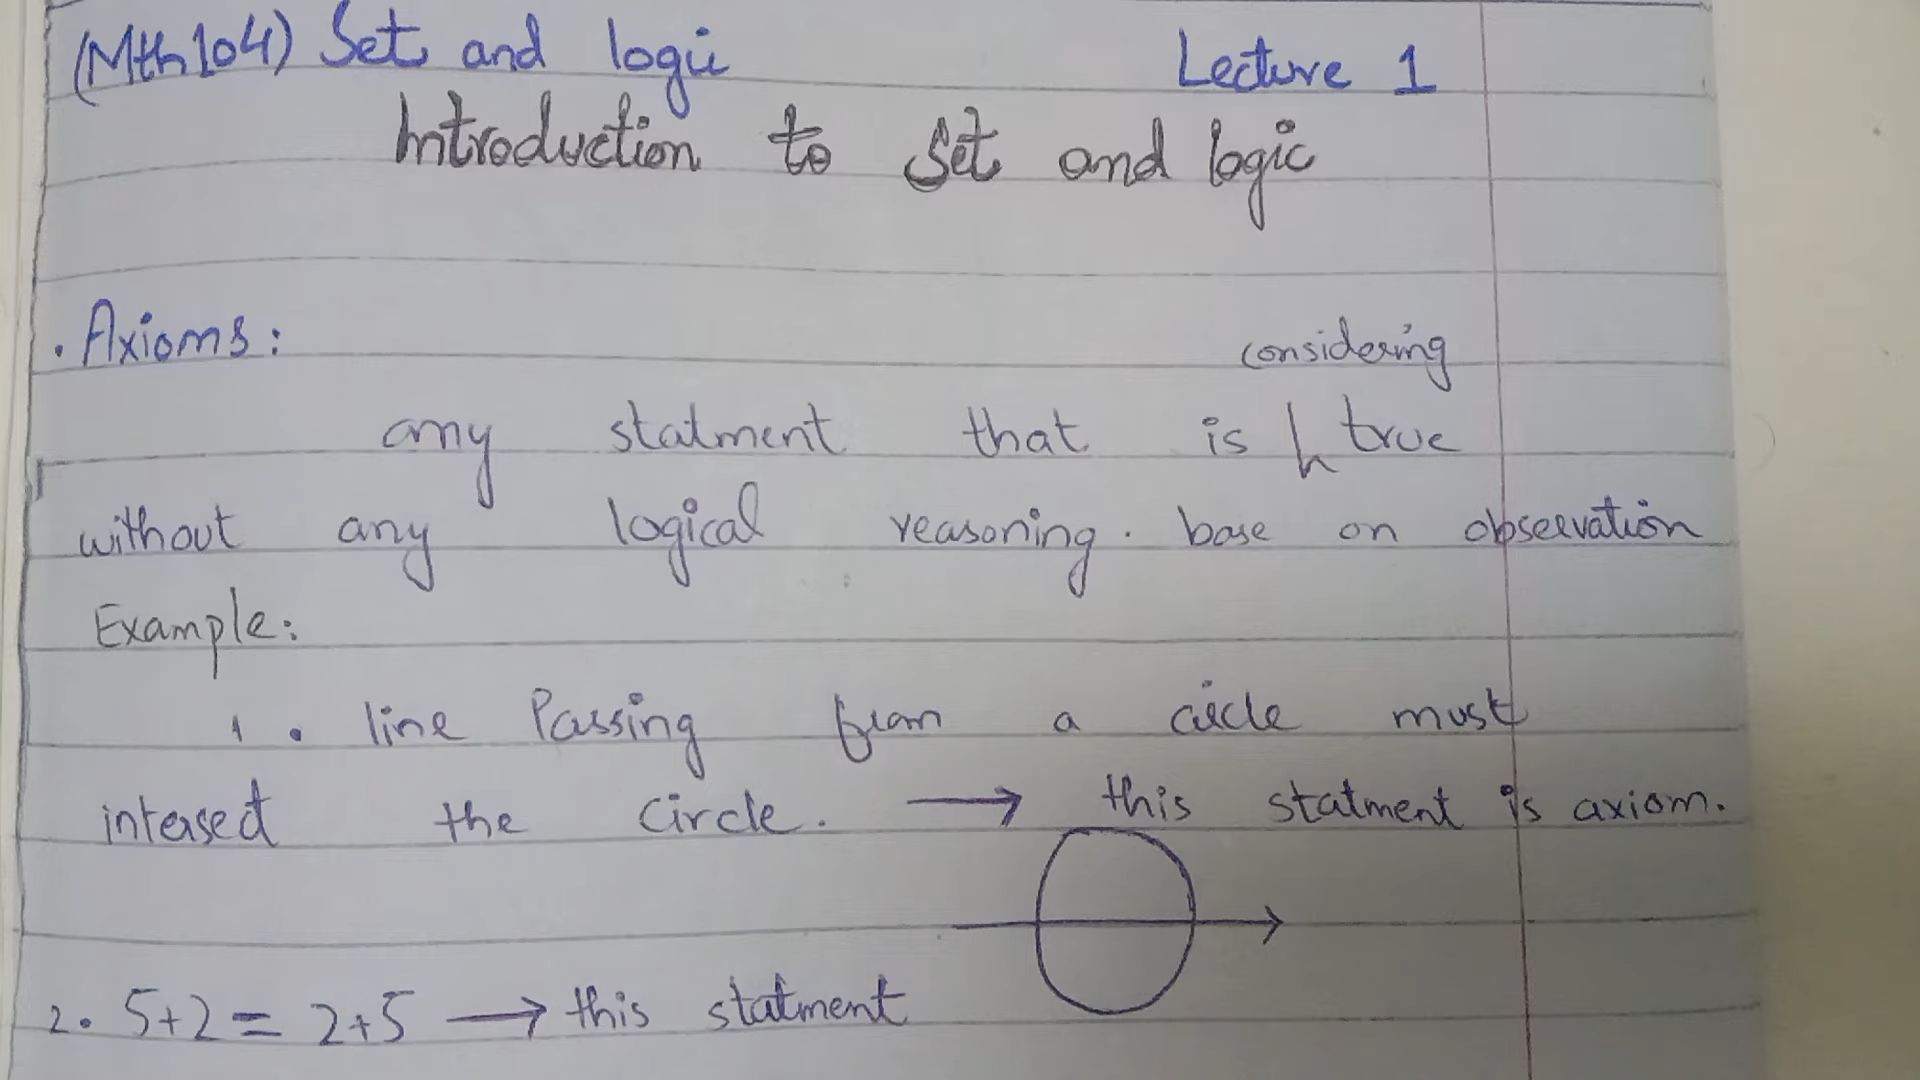 (Mth104) Set and logic Lecture 1
Introduction to Set and logic
. Axioms:
considering
any statment that is true
without any logical reasoning. base on observation
Example:
1. line Passing from a circle must
intersect the circle. → this statment is axiom.
2. 5+2 = 2+5 → this statment